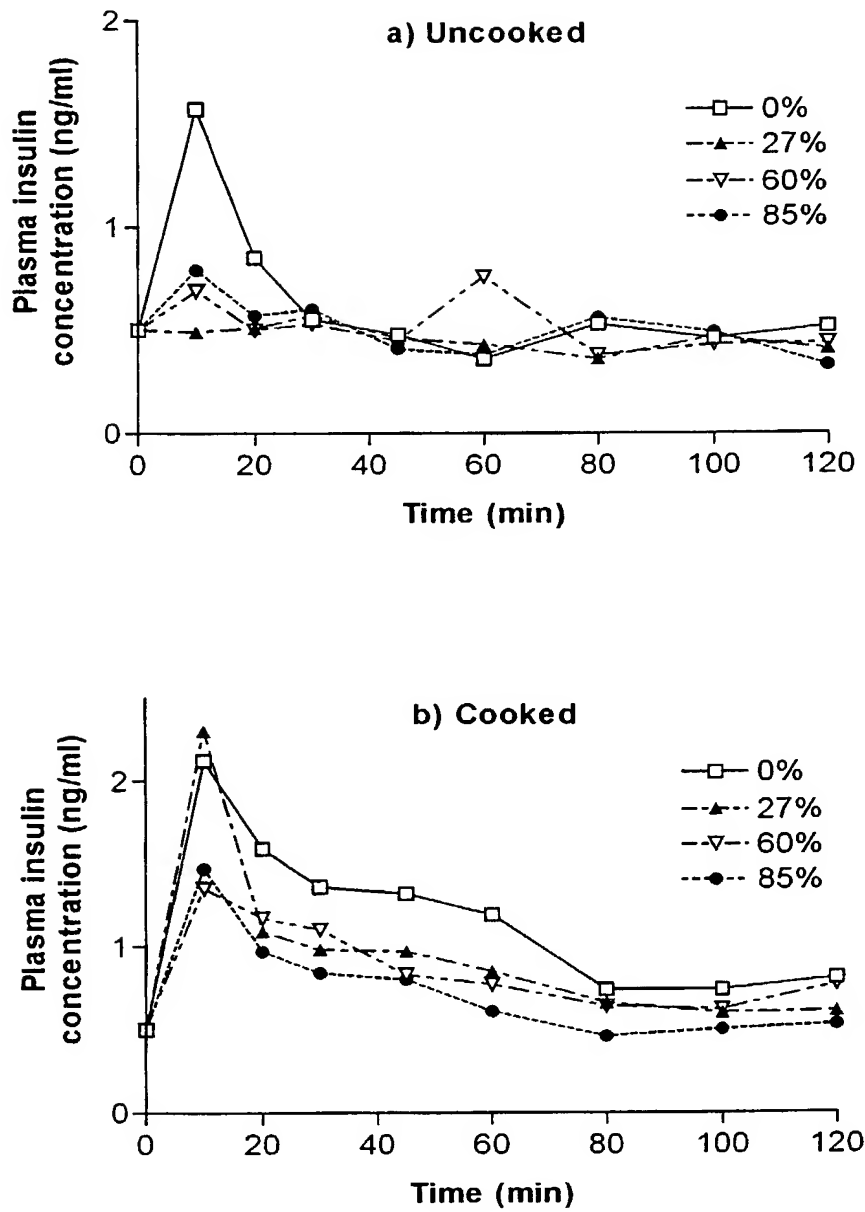 a) Uncooked
Plasma insulin
concentration (ng/ml)
2
1
0
0%
27%
60%
85%
0 20 40 60 80 100 120
Time (min)
b) Cooked
Plasma insulin
concentration (ng/ml)
2
1
0
0%
27%
60%
85%
0 20 40 60 80 100 120
Time (min)